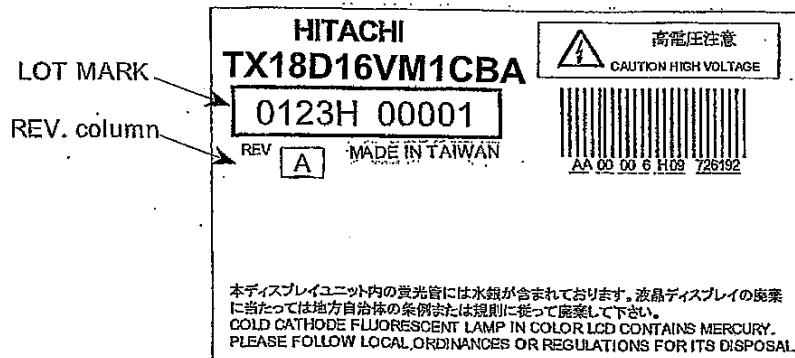 HITACHI
TX18D16VM1CBA
高電圧注意
CAUTION HIGH VOLTAGE
LOT MARK
0123H 00001
REV. column
REV A MADE IN TAIWAN
AA 00 00 6 H09 726192
本ディスプレイユニット内の蛍光管には水銀が含まれております。液晶ディスプレイの廃棄
に当たっては地方自治体の条例または規則に従って廃棄して下さい。
COLD CATHODE FLUORESCENT LAMP IN COLOR LCD CONTAINS MERCURY.
PLEASE FOLLOW LOCAL,ORDINANCES OR REGULATIONS FOR ITS DISPOSAL